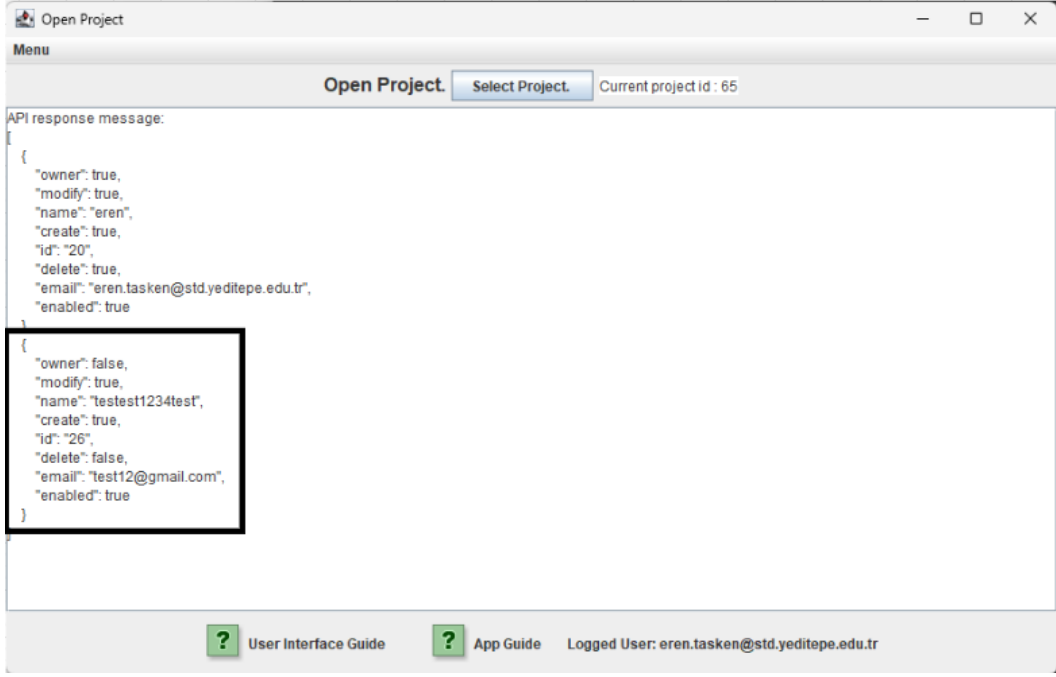 Open Project
Menu
Open Project. Select Project. Current project id : 65
API response message:
[
{
"owner": true,
"modify": true,
"name": "eren",
"create": true,
"id": "20",
"delete": true,
"email": "eren.tasken@std.yeditepe.edu.tr",
"enabled": true
{
"owner": false,
"modify": true,
"name": "testest1234test",
"create": true,
"id": "26",
"delete": false,
"email": "test12@gmail.com",
"enabled": true
}
]
? User Interface Guide ? App Guide Logged User: eren.tasken@std.yeditepe.edu.tr